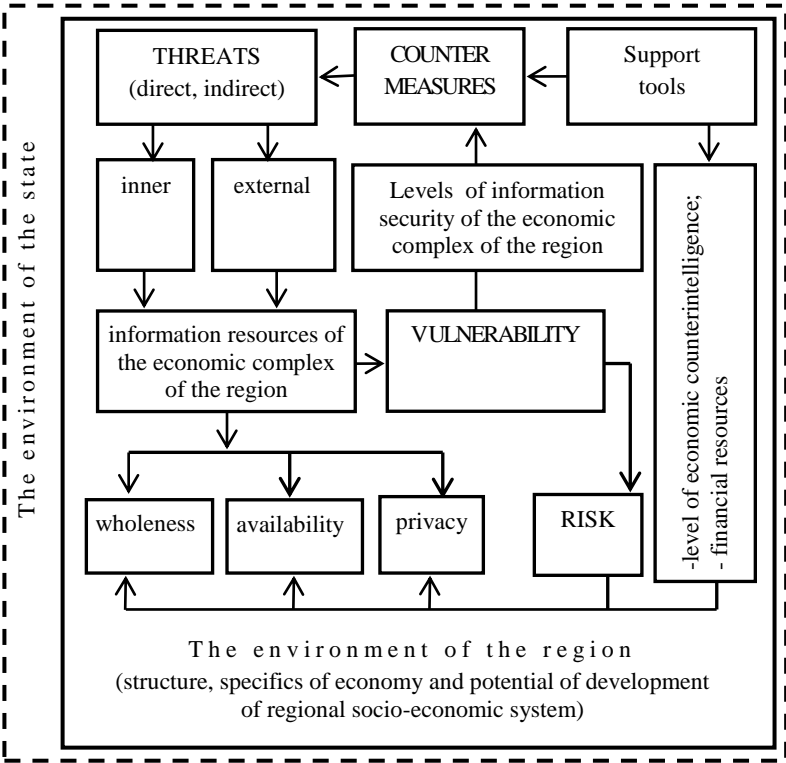 The environment of the state
THREATS
(direct, indirect)
COUNTER
MEASURES
Support
tools
inner
external
Levels of information
security of the economic
complex of the region
-level of economic counterintelligence;
- financial resources
information resources of
the economic complex
of the region
VULNERABILITY
wholeness
availability
privacy
RISK
The environment of the region
(structure, specifics of economy and potential of development
of regional socio-economic system)